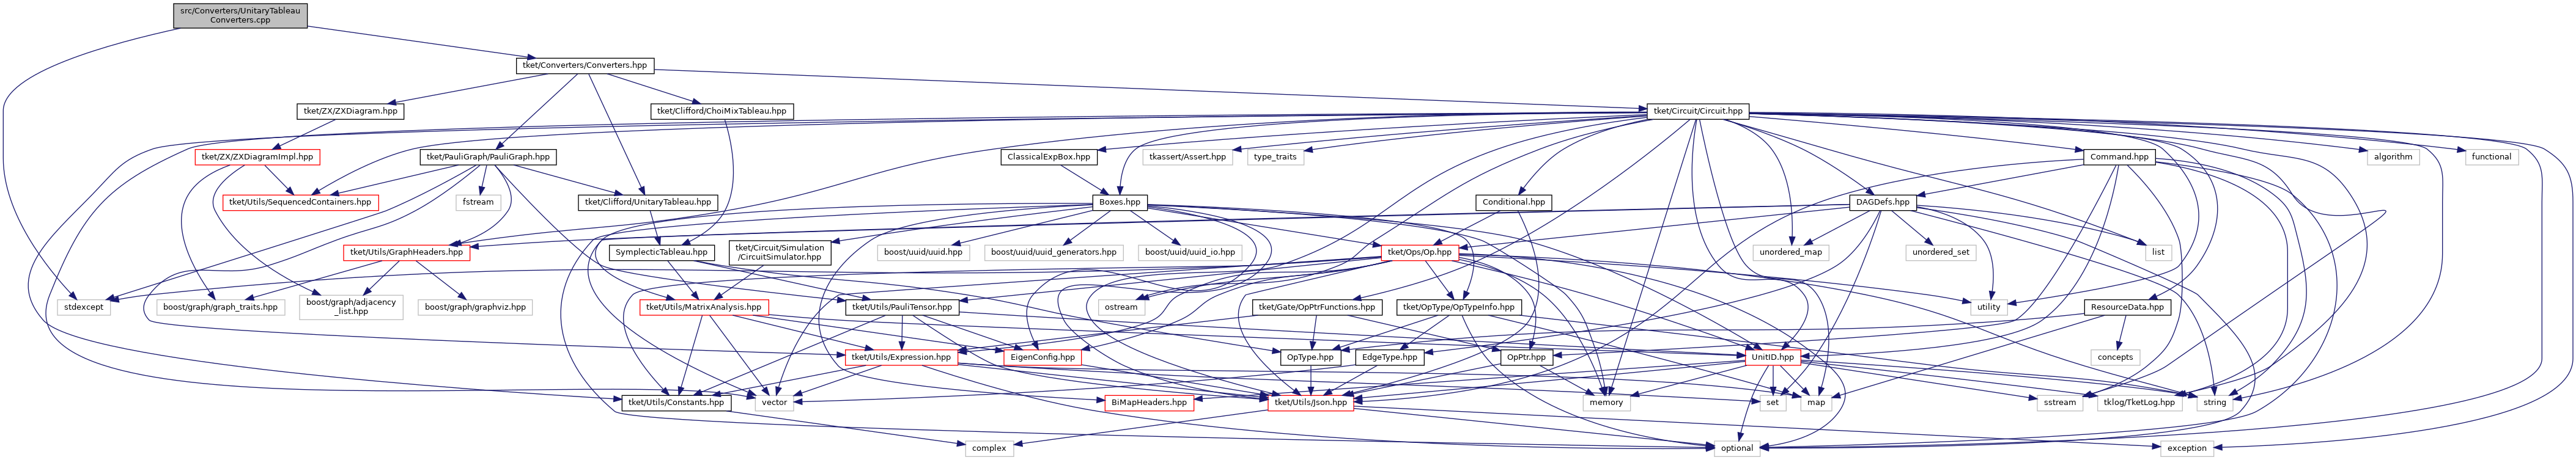 src/Converters/UnitaryTableau
Converters.cpp
tket/Converters/Converters.hpp
tket/ZX/ZXDiagram.hpp
tket/Clifford/ChoiMixTableau.hpp
tket/Circuit/Circuit.hpp
tket/ZX/ZXDiagramImpl.hpp
tket/PauliGraph/PauliGraph.hpp
ClassicalExpBox.hpp
tkassert/Assert.hpp
type_traits
Command.hpp
algorithm
functional
tket/Utils/SequencedContainers.hpp
fstream
tket/Clifford/UnitaryTableau.hpp
Boxes.hpp
Conditional.hpp
DAGDefs.hpp
tket/Utils/GraphHeaders.hpp
SymplecticTableau.hpp
tket/Circuit/Simulation
/CircuitSimulator.hpp
boost/uuid/uuid.hpp
boost/uuid/uuid_generators.hpp
boost/uuid/uuid_io.hpp
tket/Ops/Op.hpp
unordered_map
unordered_set
list
stdexcept
boost/graph/graph_traits.hpp
boost/graph/adjacency
_list.hpp
boost/graph/graphviz.hpp
tket/Utils/MatrixAnalysis.hpp
tket/Utils/PauliTensor.hpp
ostream
tket/Gate/OpPtrFunctions.hpp
tket/OpType/OpTypeInfo.hpp
utility
ResourceData.hpp
tket/Utils/Expression.hpp
EigenConfig.hpp
OpType.hpp
EdgeType.hpp
OpPtr.hpp
UnitID.hpp
concepts
tket/Utils/Constants.hpp
vector
BiMapHeaders.hpp
tket/Utils/Json.hpp
memory
set
map
sstream
tklog/TketLog.hpp
string
complex
optional
exception